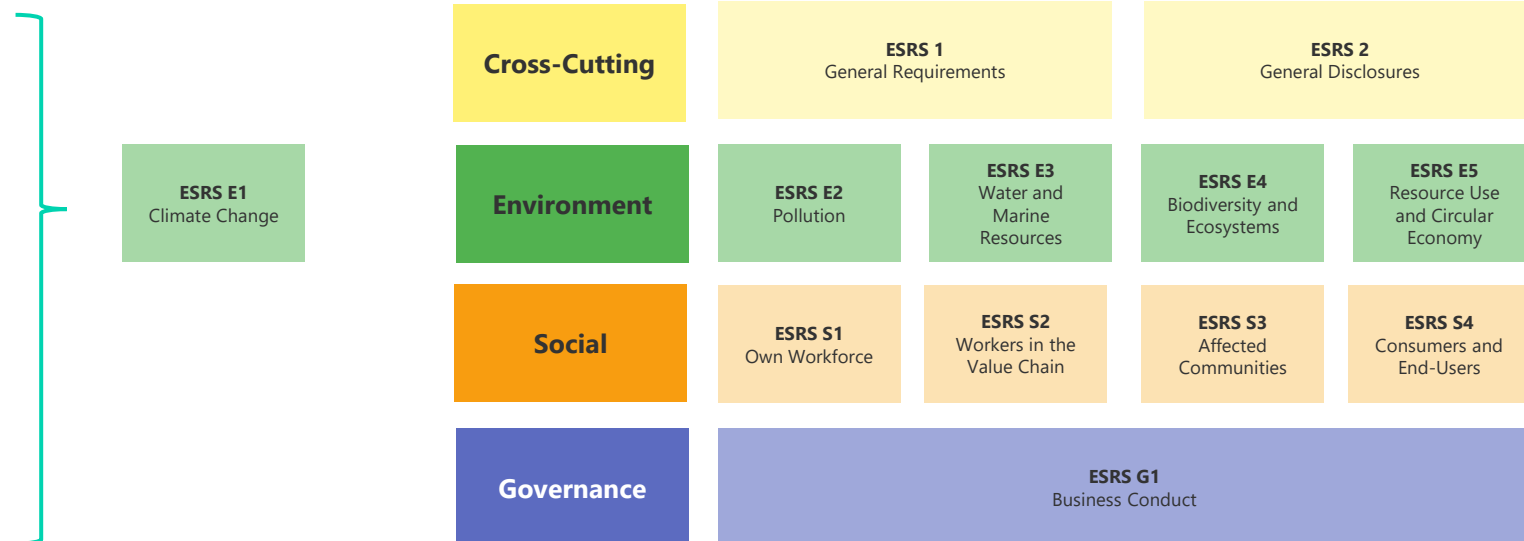 Cross-Cutting
ESRS 1
General Requirements
ESRS 2
General Disclosures
ESRS E1
Climate Change
Environment
ESRS E2
Pollution
ESRS E3
Water and
Marine
Resources
ESRS E4
Biodiversity and
Ecosystems
ESRS E5
Resource Use
and Circular
Economy
Social
ESRS S1
Own Workforce
ESRS S2
Workers in the
Value Chain
ESRS S3
Affected
Communities
ESRS S4
Consumers and
End-Users
Governance
ESRS G1
Business Conduct